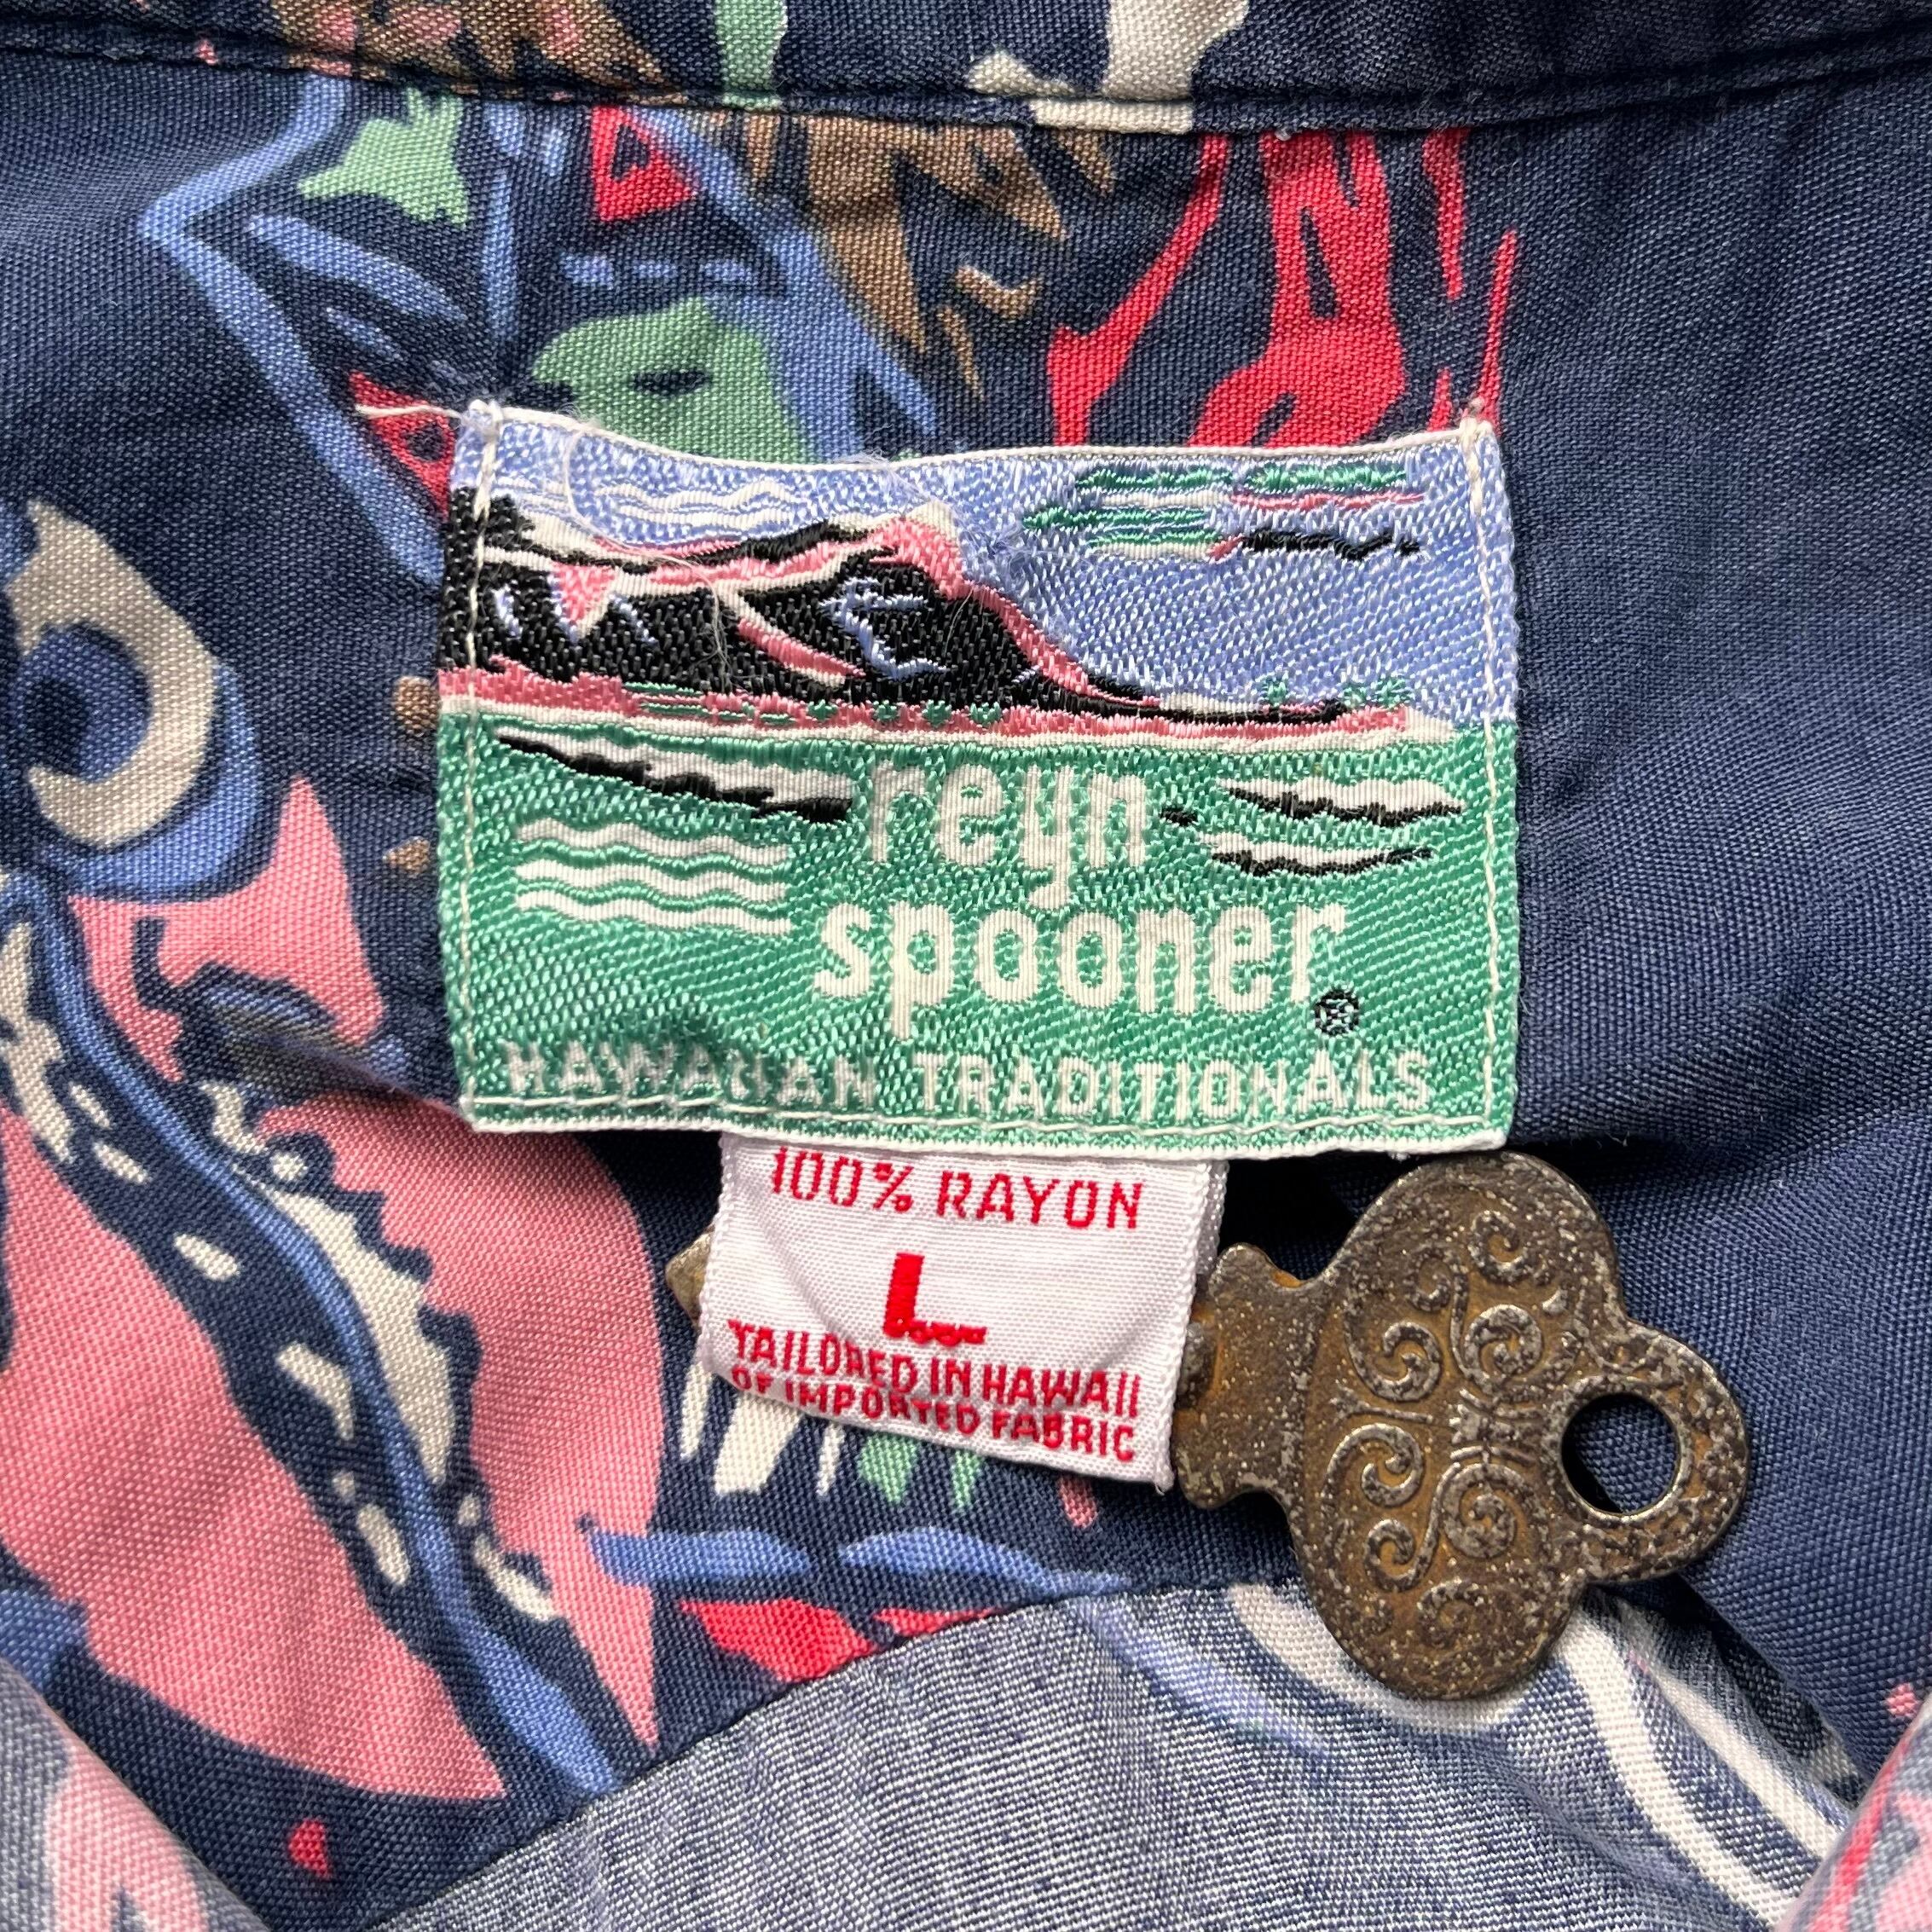 reyn
spooner®
HAWAIIAN TRADITIONALS
100% RAYON
L
TAILORED IN HAWAII
OF IMPORTED FABRIC